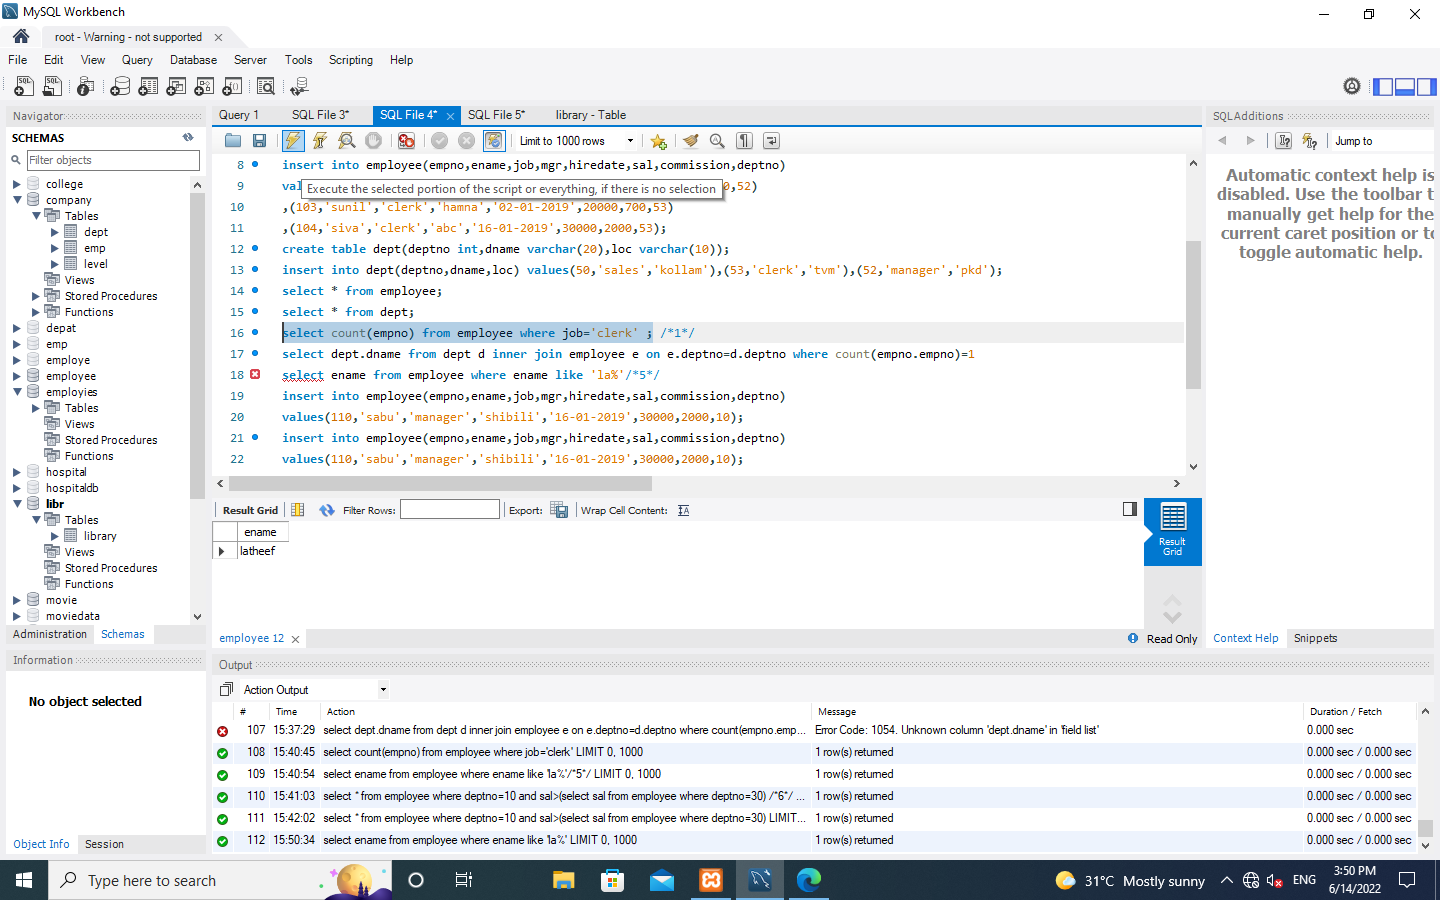 MySQL Workbench
root - Warning - not supported
File Edit View Query Database Server Tools Scripting Help
Navigator
SCHEMAS
Filter objects
college
company
Tables
dept
emp
level
Views
Stored Procedures
Functions
depat
emp
employe
employee
employies
Tables
Views
Stored Procedures
Functions
hospital
hospitaldb
libr
Tables
library
Views
Stored Procedures
Functions
movie
moviedata
Administration Schemas
Information
No object selected
Object Info Session
Query 1 SQL File 3* SQL File 4* SQL File 5* library - Table
Limit to 1000 rows
8 insert into employee(empno,ename,job,mgr,hiredate,sal,commission,deptno)
9 val 0,52)
Execute the selected portion of the script or everything, if there is no selection
10 ,(103,'sunil','clerk','hamna','02-01-2019',20000,700,53)
11 ,(104,'siva','clerk','abc','16-01-2019',30000,2000,53);
12 create table dept(deptno int,dname varchar(20),loc varchar(10));
13 insert into dept(deptno,dname,loc) values(50,'sales','kollam'),(53,'clerk','tvm'),(52,'manager','pkd');
14 select * from employee;
15 select * from dept;
16 select count(empno) from employee where job='clerk' ; /*1*/
17 select dept.dname from dept d inner join employee e on e.deptno=d.deptno where count(empno.empno)=1
18 select ename from employee where ename like 'la%'/*5*/
19 insert into employee(empno,ename,job,mgr,hiredate,sal,commission,deptno)
20 values(110,'sabu','manager','shibili','16-01-2019',30000,2000,10);
21 insert into employee(empno,ename,job,mgr,hiredate,sal,commission,deptno)
22 values(110,'sabu','manager','shibili','16-01-2019',30000,2000,10);
Result Grid Filter Rows: Export: Wrap Cell Content:
ename
latheef
Result
Grid
employee 12
Read Only
SQLAdditions
Jump to
Automatic context help is
disabled. Use the toolbar t
manually get help for the
current caret position or to
toggle automatic help.
Context Help Snippets
Output
Action Output
# Time Action Message Duration / Fetch
107 15:37:29 select dept.dname from dept d inner join employee e on e.deptno=d.deptno where count(empno.emp... Error Code: 1054. Unknown column 'dept.dname' in 'field list' 0.000 sec
108 15:40:45 select count(empno) from employee where job='clerk' LIMIT 0, 1000 1 row(s) returned 0.000 sec / 0.000 sec
109 15:40:54 select ename from employee where ename like 'la%'/*5*/ LIMIT 0, 1000 1 row(s) returned 0.000 sec / 0.000 sec
110 15:41:03 select * from employee where deptno=10 and sal>(select sal from employee where deptno=30) /*6*/ ... 1 row(s) returned 0.000 sec / 0.000 sec
111 15:42:02 select * from employee where deptno=10 and sal>(select sal from employee where deptno=30) LIMIT... 1 row(s) returned 0.000 sec / 0.000 sec
112 15:50:34 select ename from employee where ename like 'la%' LIMIT 0, 1000 1 row(s) returned 0.000 sec / 0.000 sec
Type here to search
31°C Mostly sunny
ENG
3:50 PM
6/14/2022